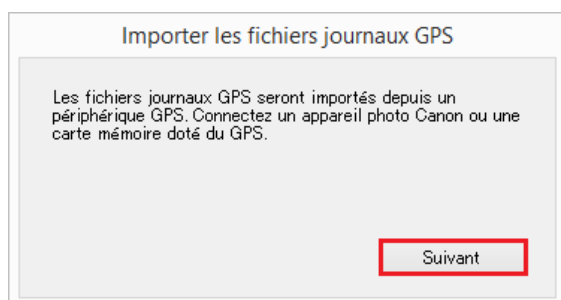 Importer les fichiers journaux GPS
Les fichiers journaux GPS seront importés depuis un
périphérique GPS. Connectez un appareil photo Canon ou une
carte mémoire doté du GPS.
Suivant